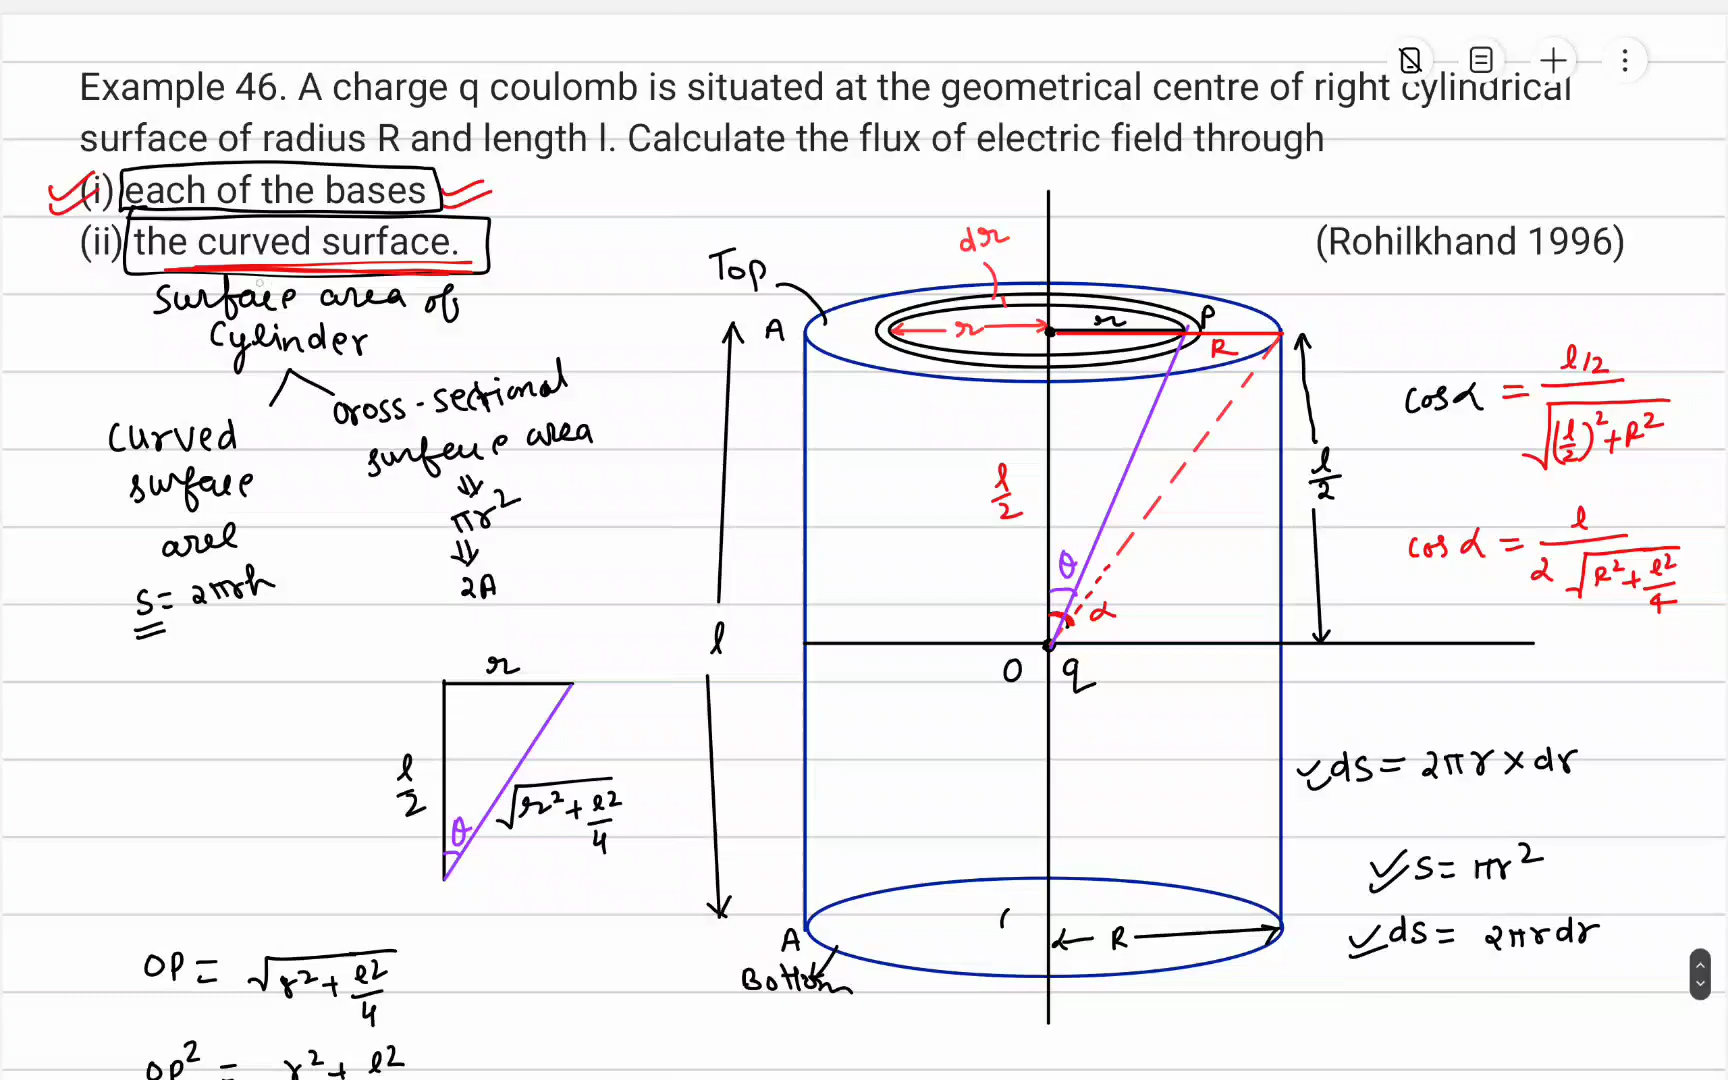 Example 46. A charge q coulomb is situated at the geometrical centre of right cylindrical
surface of radius R and length l. Calculate the flux of electric field through
(i) each of the bases
(ii) the curved surface.
(Rohilkhand 1996)
Surface area of
Cylinder
Curved
surface
area
S = 2πrh
cross-sectional
surface area
⇓
πr²
⇓
2A
Top
dr
A
r
r
P
R
l/2
l
l/2
θ
α
O
q
cosα = (l/2)/√((l/2)²+R²)
cosα = l/(2√(R²+l²/4))
r
l/2
θ
√(r²+l²/4)
✓ds = 2πr × dr
✓S = πr²
✓ds = 2πrdr
A
R
Bottom
OP = √(r²+l²/4)
OP² = r²+l²